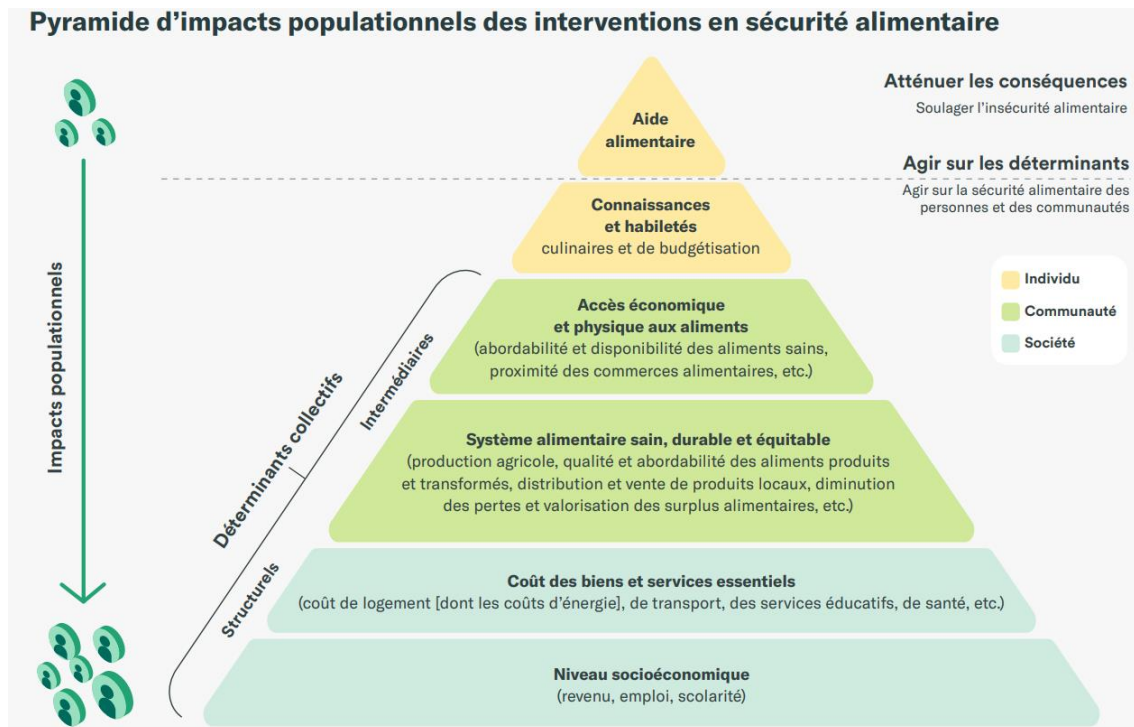 Pyramide d’impacts populationnels des interventions en sécurité alimentaire
Atténuer les conséquences
Soulager l’insécurité alimentaire
Aide
alimentaire
Agir sur les déterminants
Agir sur la sécurité alimentaire des
personnes et des communautés
Connaissances
et habiletés
culinaires et de budgétisation
Individu
Communauté
Société
Accès économique
et physique aux aliments
(abordabilité et disponibilité des aliments sains,
proximité des commerces alimentaires, etc.)
Impacts populationnels
Déterminants collectifs
Intermédiaires
Structurels
Système alimentaire sain, durable et équitable
(production agricole, qualité et abordabilité des aliments produits
et transformés, distribution et vente de produits locaux, diminution
des pertes et valorisation des surplus alimentaires, etc.)
Coût des biens et services essentiels
(coût de logement [dont les coûts d’énergie], de transport, des services éducatifs, de santé, etc.)
Niveau socioéconomique
(revenu, emploi, scolarité)